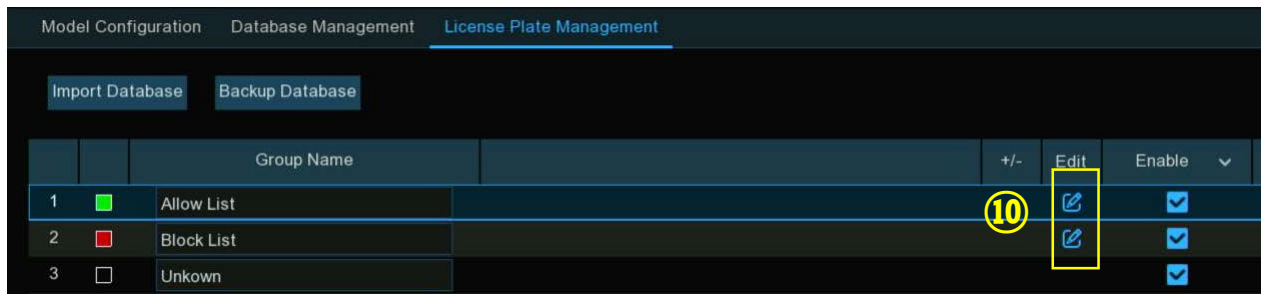 Model Configuration Database Management License Plate Management
Import Database Backup Database
Group Name +/- Edit Enable
1 Allow List
⑩
2 Block List
3 Unkown